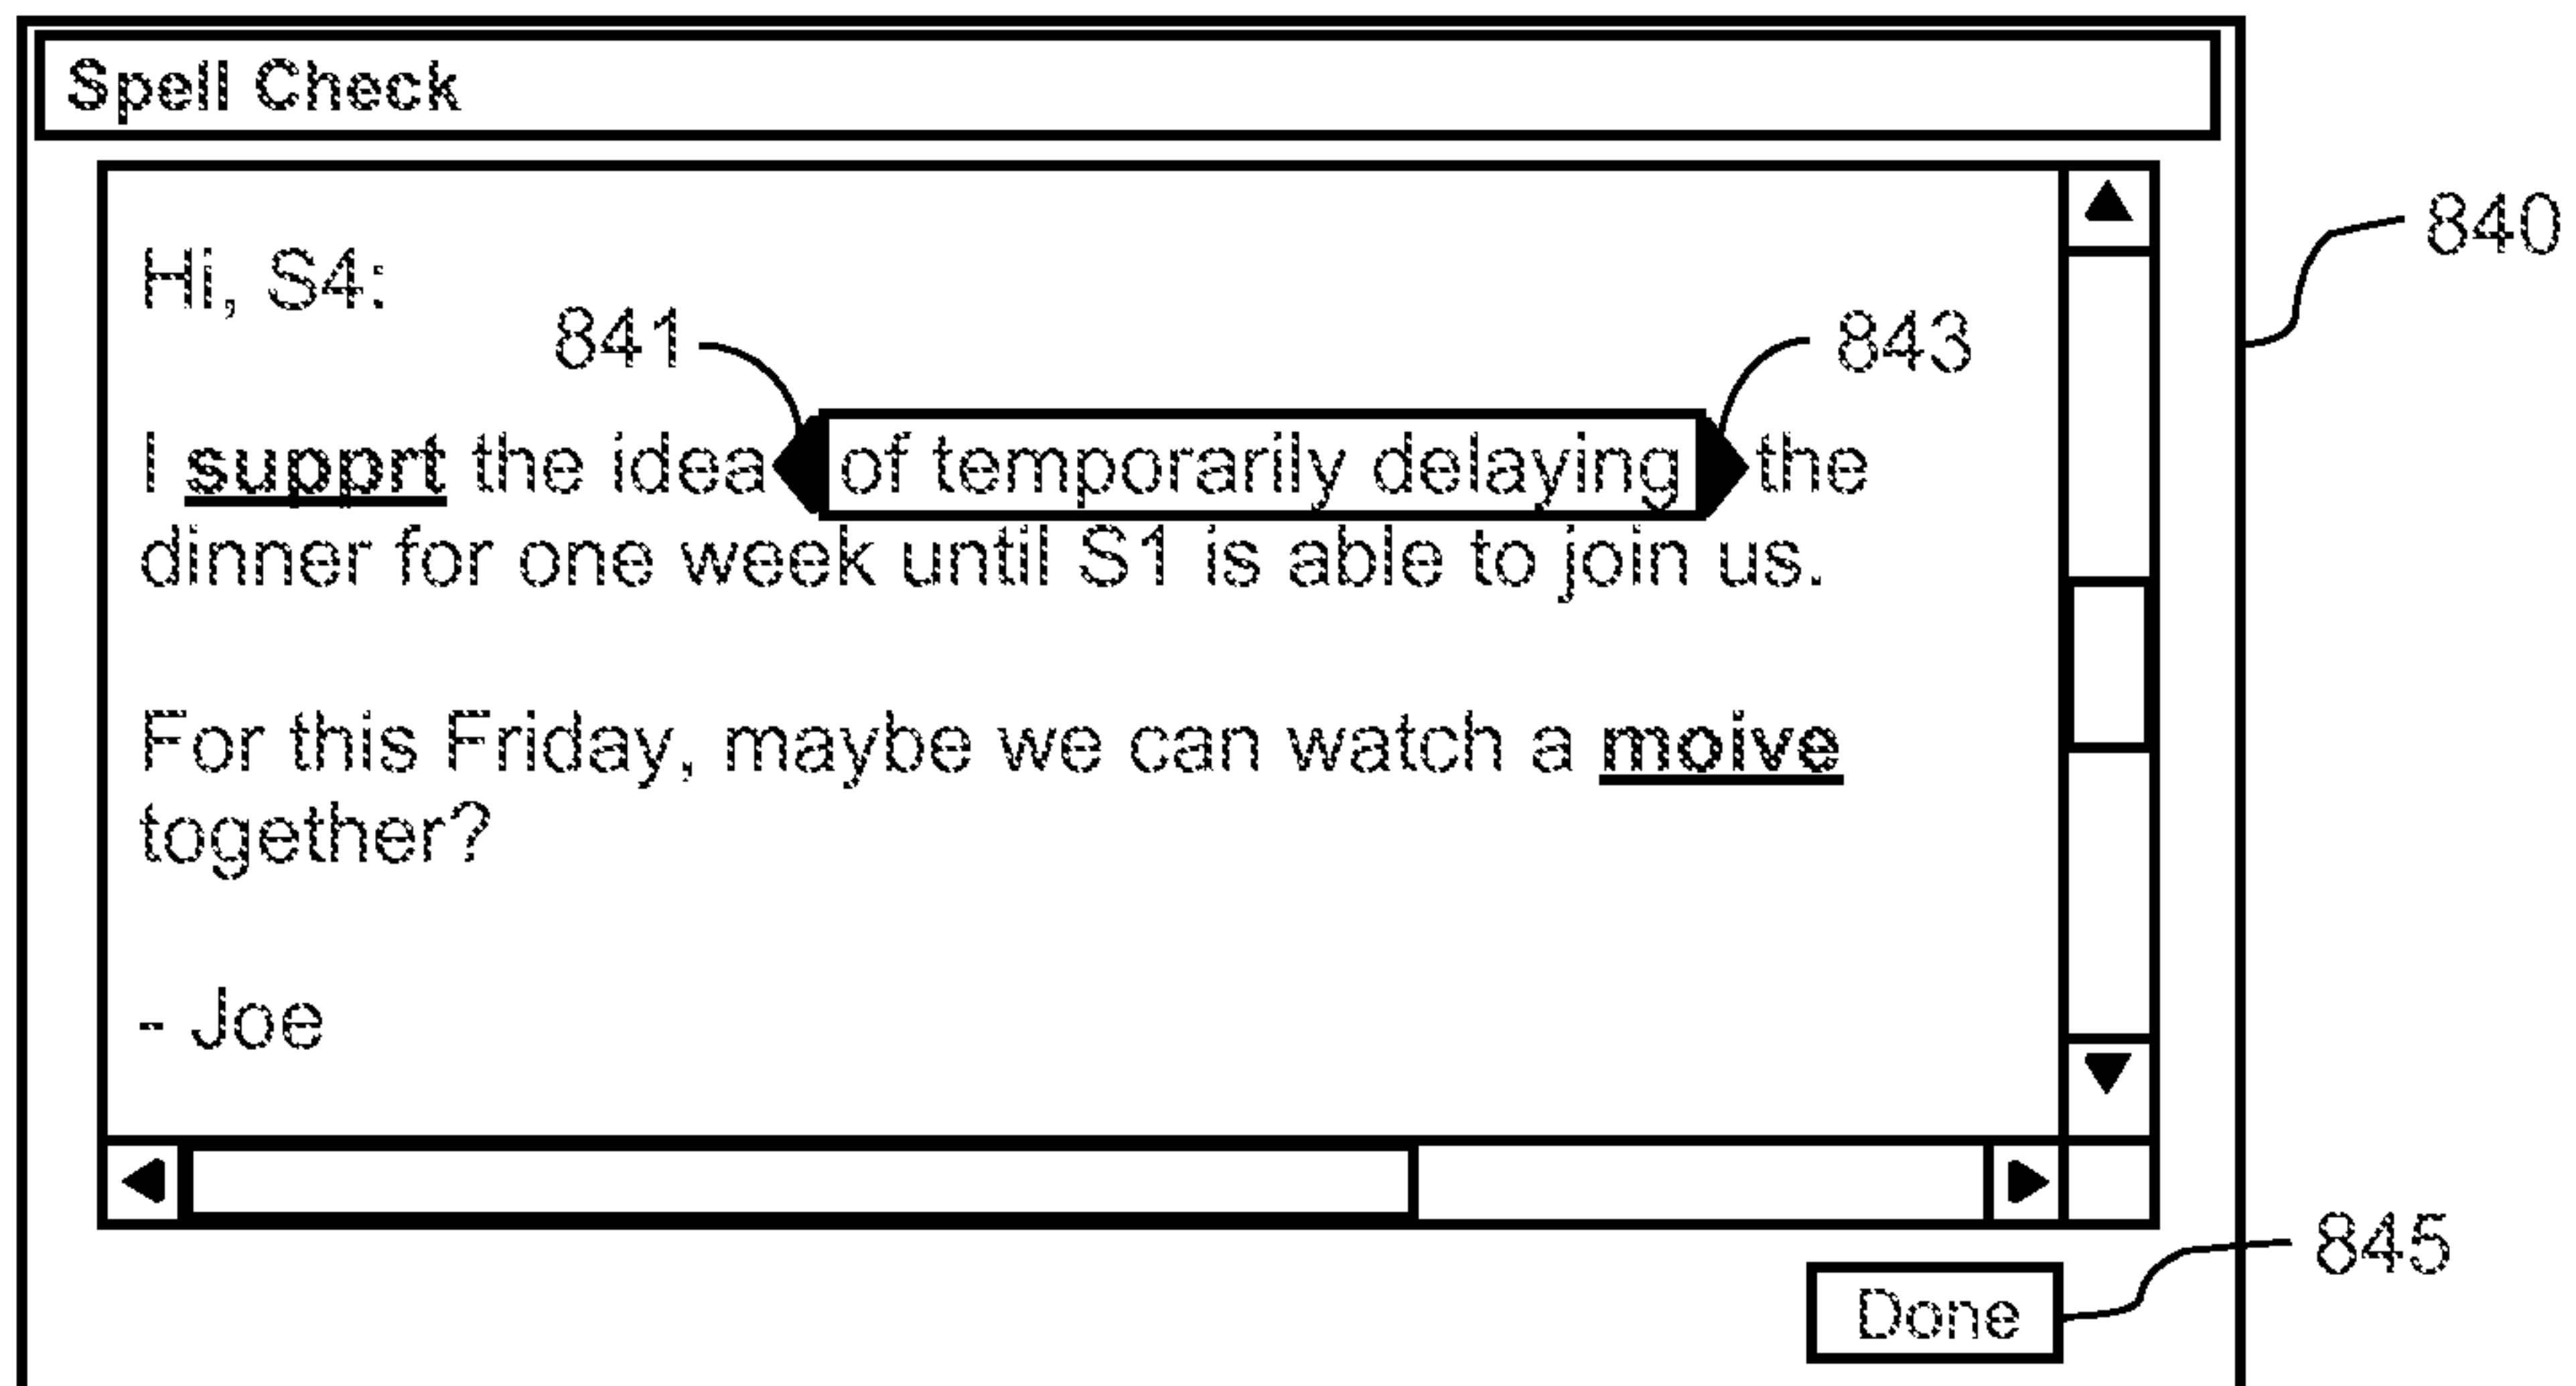 Spell Check
840
Hi, S4:
841
843
I supprt the idea of temporarily delaying the
dinner for one week until S1 is able to join us.
For this Friday, maybe we can watch a moive
together?
- Joe
845
Done